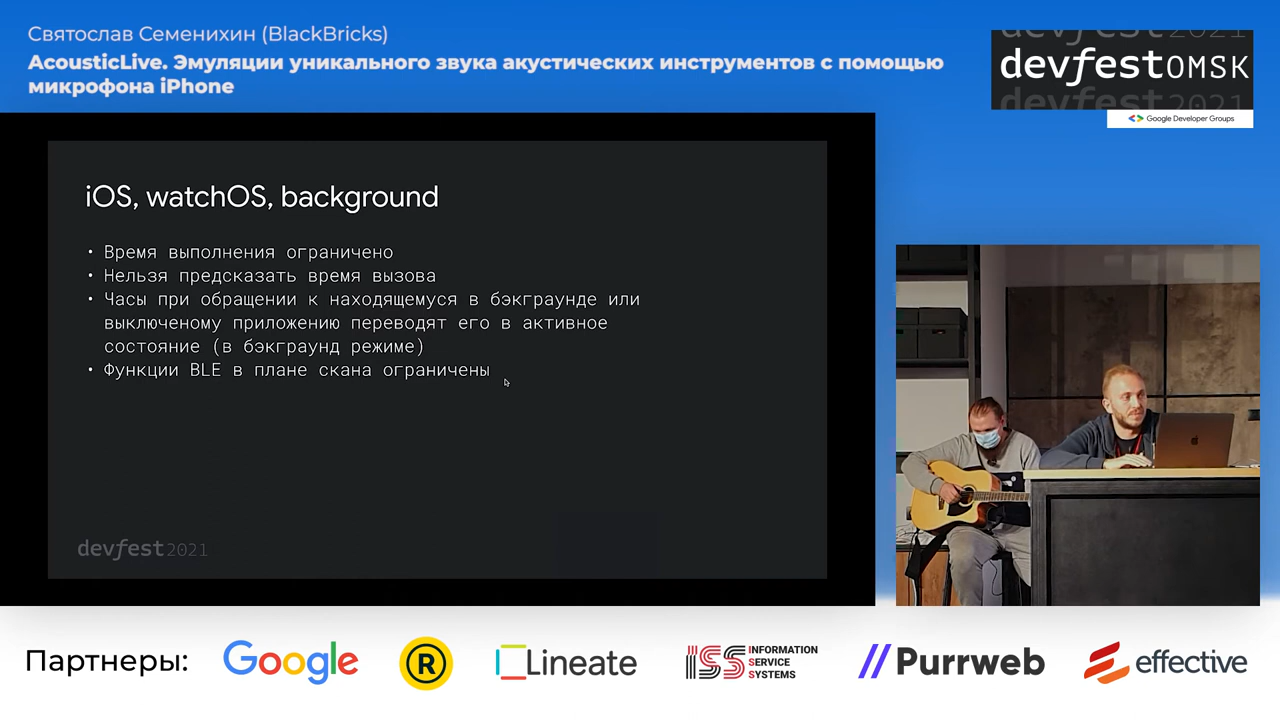 Святослав Семенихин (BlackBricks)
AcousticLive. Эмуляции уникального звука акустических инструментов с помощью
микрофона iPhone
devfest2021
devfestOMSK
devfest2021
Google Developer Groups
iOS, watchOS, background
• Время выполнения ограничено
• Нельзя предсказать время вызова
• Часы при обращении к находящемуся в бэкграунде или
выключеному приложению переводят его в активное
состояние (в бэкграунд режиме)
• Функции BLE в плане скана ограничены
devfest2021
Партнеры:
Google
R
Lineate
ISS INFORMATION
SERVICE
SYSTEMS
Purrweb
effective